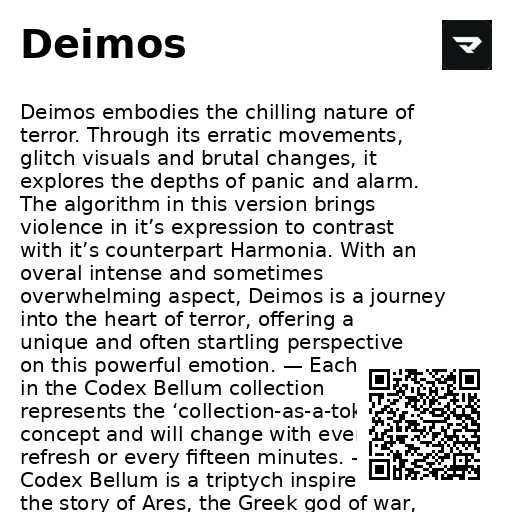 Deimos
Deimos embodies the chilling nature of
terror. Through its erratic movements,
glitch visuals and brutal changes, it
explores the depths of panic and alarm.
The algorithm in this version brings
violence in it’s expression to contrast
with it’s counterpart Harmonia. With an
overal intense and sometimes
overwhelming aspect, Deimos is a journey
into the heart of terror, offering a
unique and often startling perspective
on this powerful emotion. — Each
in the Codex Bellum collection
represents the ‘collection-as-a-tok
concept and will change with ever
refresh or every fifteen minutes. -
Codex Bellum is a triptych inspire
the story of Ares, the Greek god of war,